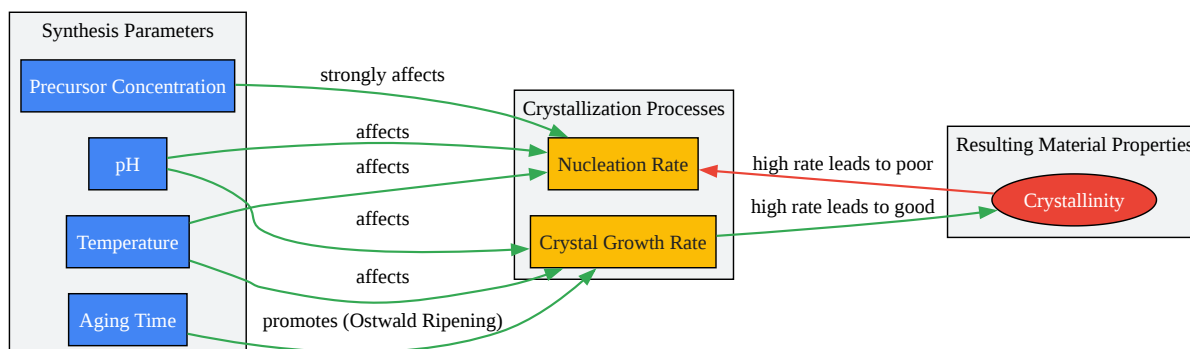 Synthesis Parameters
Precursor Concentration
pH
Temperature
Aging Time
strongly affects
affects
affects
affects
affects
promotes (Ostwald Ripening)
Crystallization Processes
Nucleation Rate
Crystal Growth Rate
high rate leads to poor
high rate leads to good
Resulting Material Properties
Crystallinity